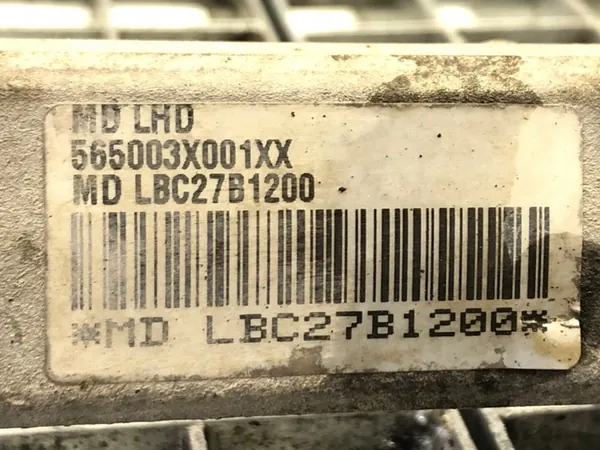 MD LHD
565003X001XX
MD LBC27B1200
*MD LBC27B1200*